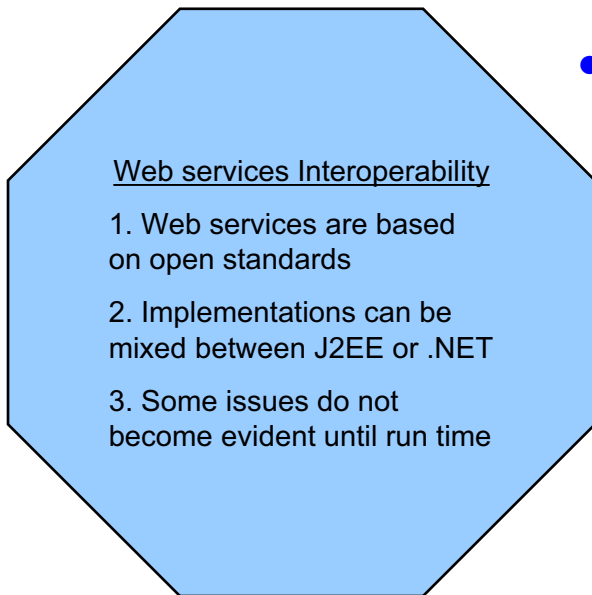 Web services Interoperability
1. Web services are based
on open standards
2. Implementations can be
mixed between J2EE or .NET
3. Some issues do not
become evident until run time